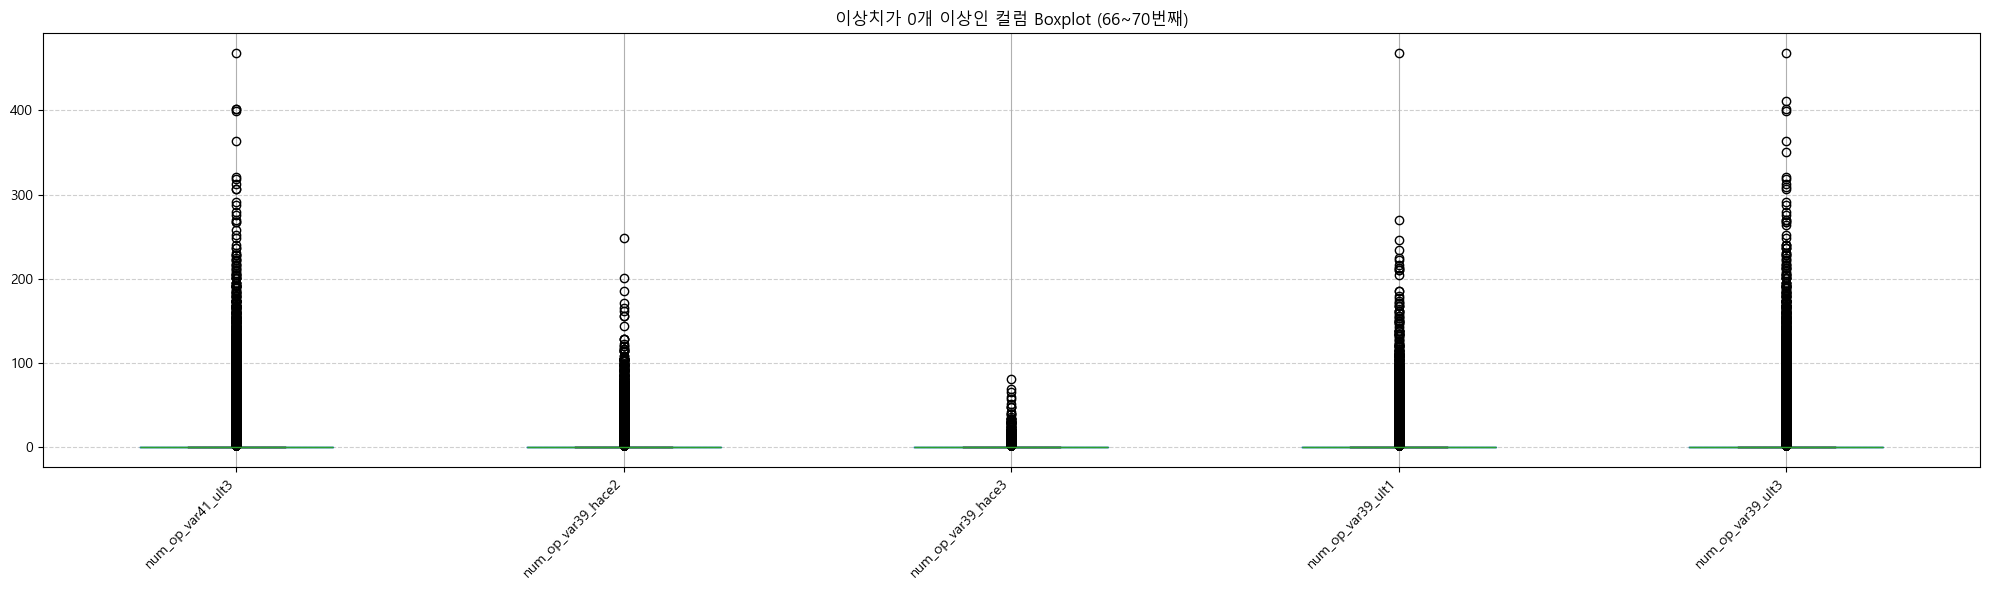 이상치가 0개 이상인 컬럼 Boxplot (66~70번째)
400
300
200
100
0
num_op_var41_ult3
num_op_var39_hace2
num_op_var39_hace3
num_op_var39_ult1
num_op_var39_ult3